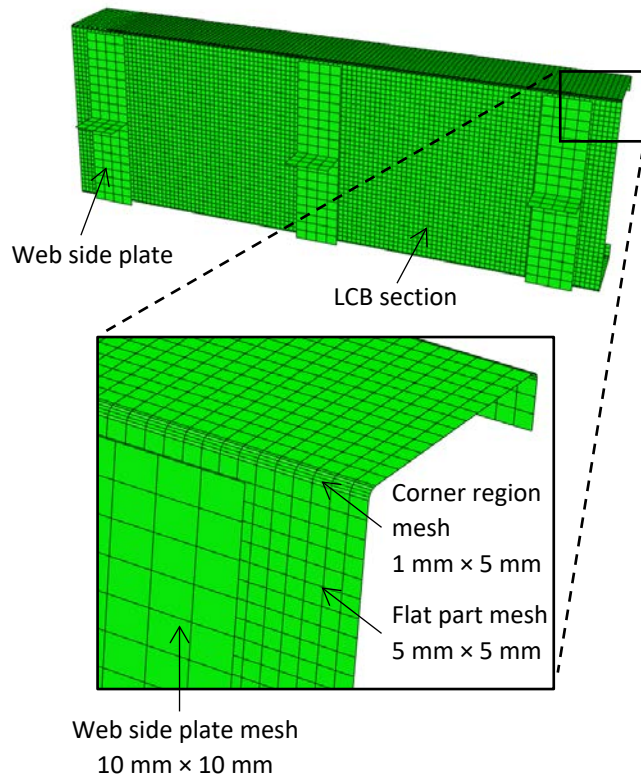 Web side plate
LCB section
Corner region
mesh
1 mm × 5 mm
Flat part mesh
5 mm × 5 mm
Web side plate mesh
10 mm × 10 mm